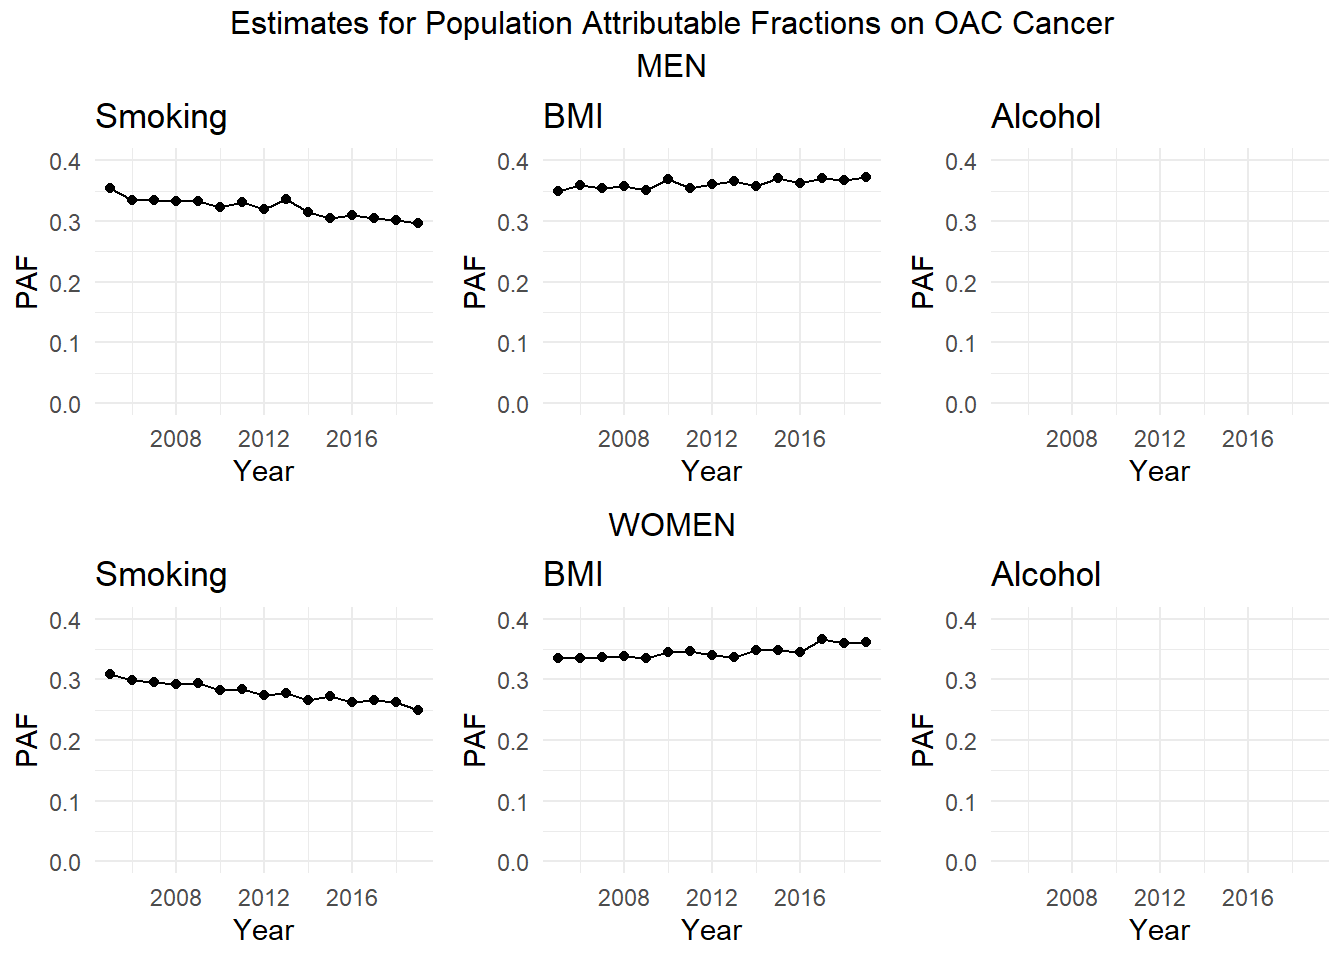 Estimates for Population Attributable Fractions on OAC Cancer
MEN
Smoking
BMI
Alcohol
0.4
0.3
0.2
0.1
0.0
PAF
2008 2012 2016
Year
0.4
0.3
0.2
0.1
0.0
PAF
2008 2012 2016
Year
0.4
0.3
0.2
0.1
0.0
PAF
2008 2012 2016
Year
WOMEN
Smoking
BMI
Alcohol
0.4
0.3
0.2
0.1
0.0
PAF
2008 2012 2016
Year
0.4
0.3
0.2
0.1
0.0
PAF
2008 2012 2016
Year
0.4
0.3
0.2
0.1
0.0
PAF
2008 2012 2016
Year